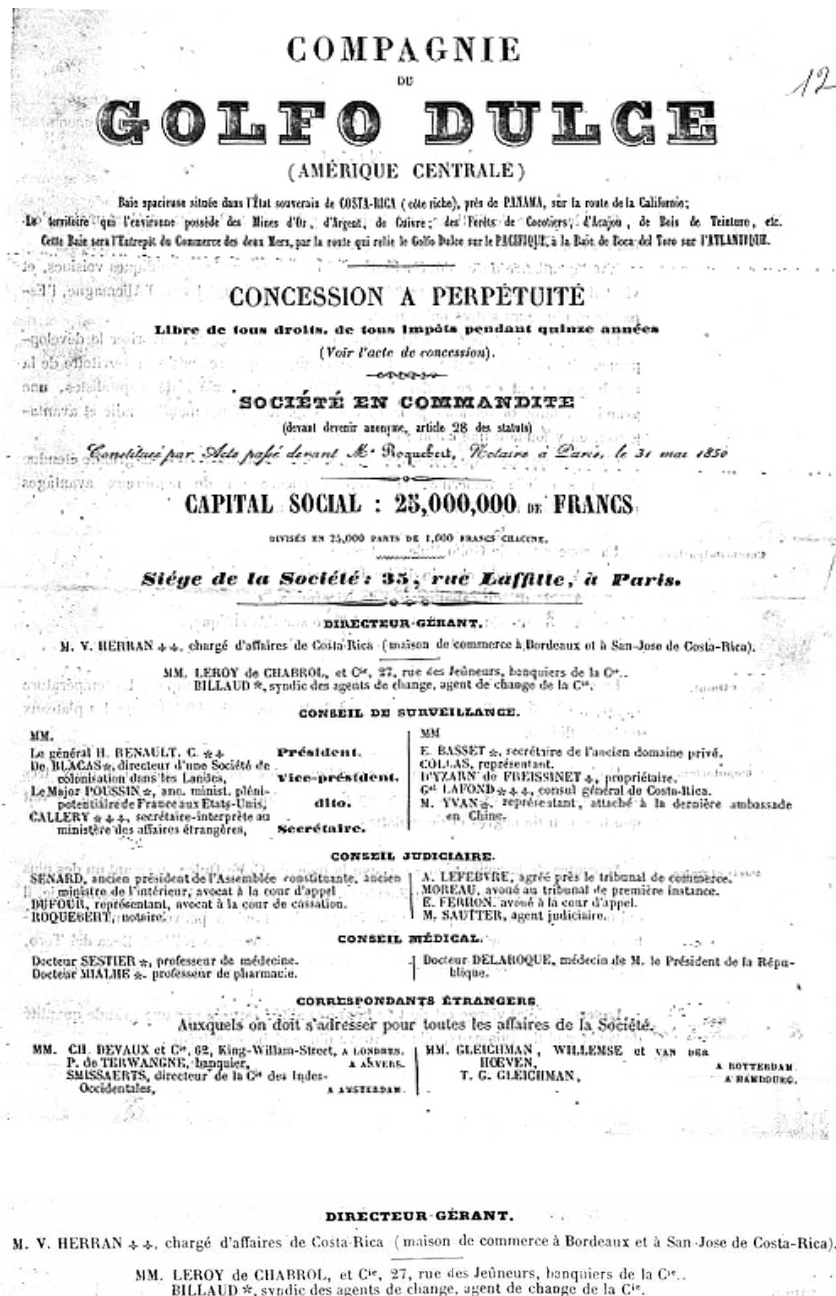 COMPAGNIE
DU
12
GOLFO DULCE
(AMÉRIQUE CENTRALE)
Baie spacieuse située dans l'État souverain de COSTA-RICA (côte riche), près de PANAMA, sur la route de la Californie;
Le territoire qui l'environne possède des Mines d'Or, d'Argent, de Cuivre; des Forêts de Cocotiers, d'Acajou, de Bois de Teinture, etc.
Cette Baie sera l'Entrepôt du Commerce des deux Mers, par la route qui relie le Golfo Dulce sur le PACIFIQUE, à la Baie de Boca del Toro sur l'ATLANTIQUE.
CONCESSION A PERPÉTUITÉ
Libre de tous droits, de tous impôts pendant quinze années
(Voir l'acte de concession).
SOCIÉTÉ EN COMMANDITE
(devant devenir anonyme, article 28 des statuts)
Constituée par Acte passé devant Me Roquebert, Notaire à Paris, le 31 mai 1850
CAPITAL SOCIAL : 25,000,000 DE FRANCS
DIVISÉS EN 25,000 PARTS DE 1,000 FRANCS CHACUNE.
Siége de la Société: 35, rue Laffitte, à Paris.
DIRECTEUR-GÉRANT.
M. V. HERRAN ++, chargé d'affaires de Costa-Rica (maison de commerce à Bordeaux et à San-Jose de Costa-Rica).
MM. LEROY de CHABROL, et Cie, 27, rue des Jeûneurs, banquiers de la Cie.
BILLAUD *, syndic des agents de change, agent de change de la Cie.
CONSEIL DE SURVEILLANCE.
MM.
Le général H. RENAULT. C. *+ Président.
De BLACAS *, directeur d'une Société de
colonisation dans les Landes, Vice-président.
Le Major POUSSIN *, anc. minist. pléni-
potentiaire de France aux États-Unis, dito.
CALLERY *++, secrétaire-interprète au
ministère des affaires étrangères, Secrétaire.
MM
E. BASSET *, secrétaire de l'ancien domaine privé.
COLLAS, représentant.
D'YZARN de FREISSINET +, propriétaire.
Gel LAFOND *++, consul général de Costa-Rica.
M. YVAN *, représentant, attaché à la dernière ambassade
en Chine.
CONSEIL JUDICIAIRE.
SENARD, ancien président de l'Assemblée constituante, ancien
ministre de l'intérieur, avocat à la cour d'appel
DUFOUR, représentant, avocat à la cour de cassation.
ROQUEBERT, notaire.
A. LEFEBVRE, agréé près le tribunal de commerce.
MOREAU, avoué au tribunal de première instance.
E. FERRON, avoué à la cour d'appel.
M. SAUTTER, agent judiciaire.
CONSEIL MÉDICAL.
Docteur SESTIER *, professeur de médecine.
Docteur MIALHE *, professeur de pharmacie.
Docteur DELAROQUE, médecin de M. le Président de la Répu-
blique.
CORRESPONDANTS ÉTRANGERS
Auxquels on doit s'adresser pour toutes les affaires de la Société.
MM. CH. DEVAUX et Cie, 62, King-Willam-Street, A LONDRES.
P. de TERWANGNE, banquier, A ANVERS.
SMISSAERTS, directeur de la Cie des Indes-
Occidentales, A AMSTERDAM.
MM. GLEICHMAN, WILLEMSE et VAN DER
HOEVEN, A ROTTERDAM.
T. G. GLEICHMAN, A HAMBOURG.
DIRECTEUR-GÉRANT.
M. V. HERRAN ++, chargé d'affaires de Costa-Rica (maison de commerce à Bordeaux et à San-Jose de Costa-Rica).
MM. LEROY de CHABROL, et Cie, 27, rue des Jeûneurs, banquiers de la Cie.
BILLAUD *, syndic des agents de change, agent de change de la Cie.